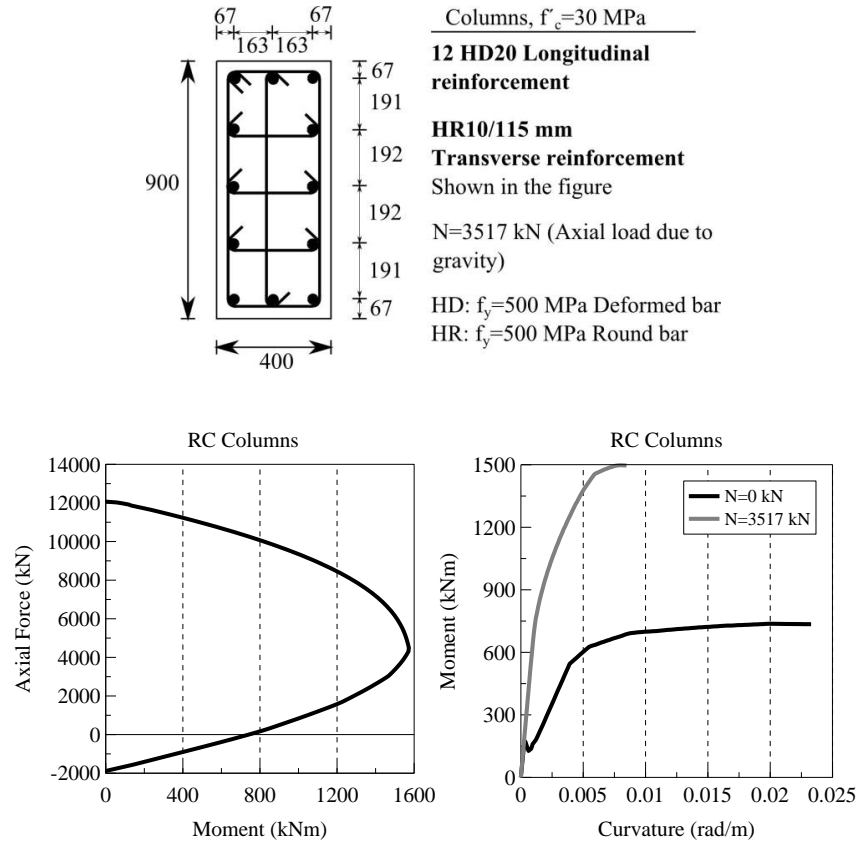 67 67
163 163
67
191
192
192
191
67
900
400
Columns, f´c=30 MPa
12 HD20 Longitudinal
reinforcement
HR10/115 mm
Transverse reinforcement
Shown in the figure
N=3517 kN (Axial load due to
gravity)
HD: fy=500 MPa Deformed bar
HR: fy=500 MPa Round bar
RC Columns
14000
12000
10000
8000
6000
4000
2000
0
-2000
Axial Force (kN)
0 400 800 1200 1600
Moment (kNm)
RC Columns
1500
1200
900
600
300
0
Moment (kNm)
N=0 kN
N=3517 kN
0 0.005 0.01 0.015 0.02 0.025
Curvature (rad/m)